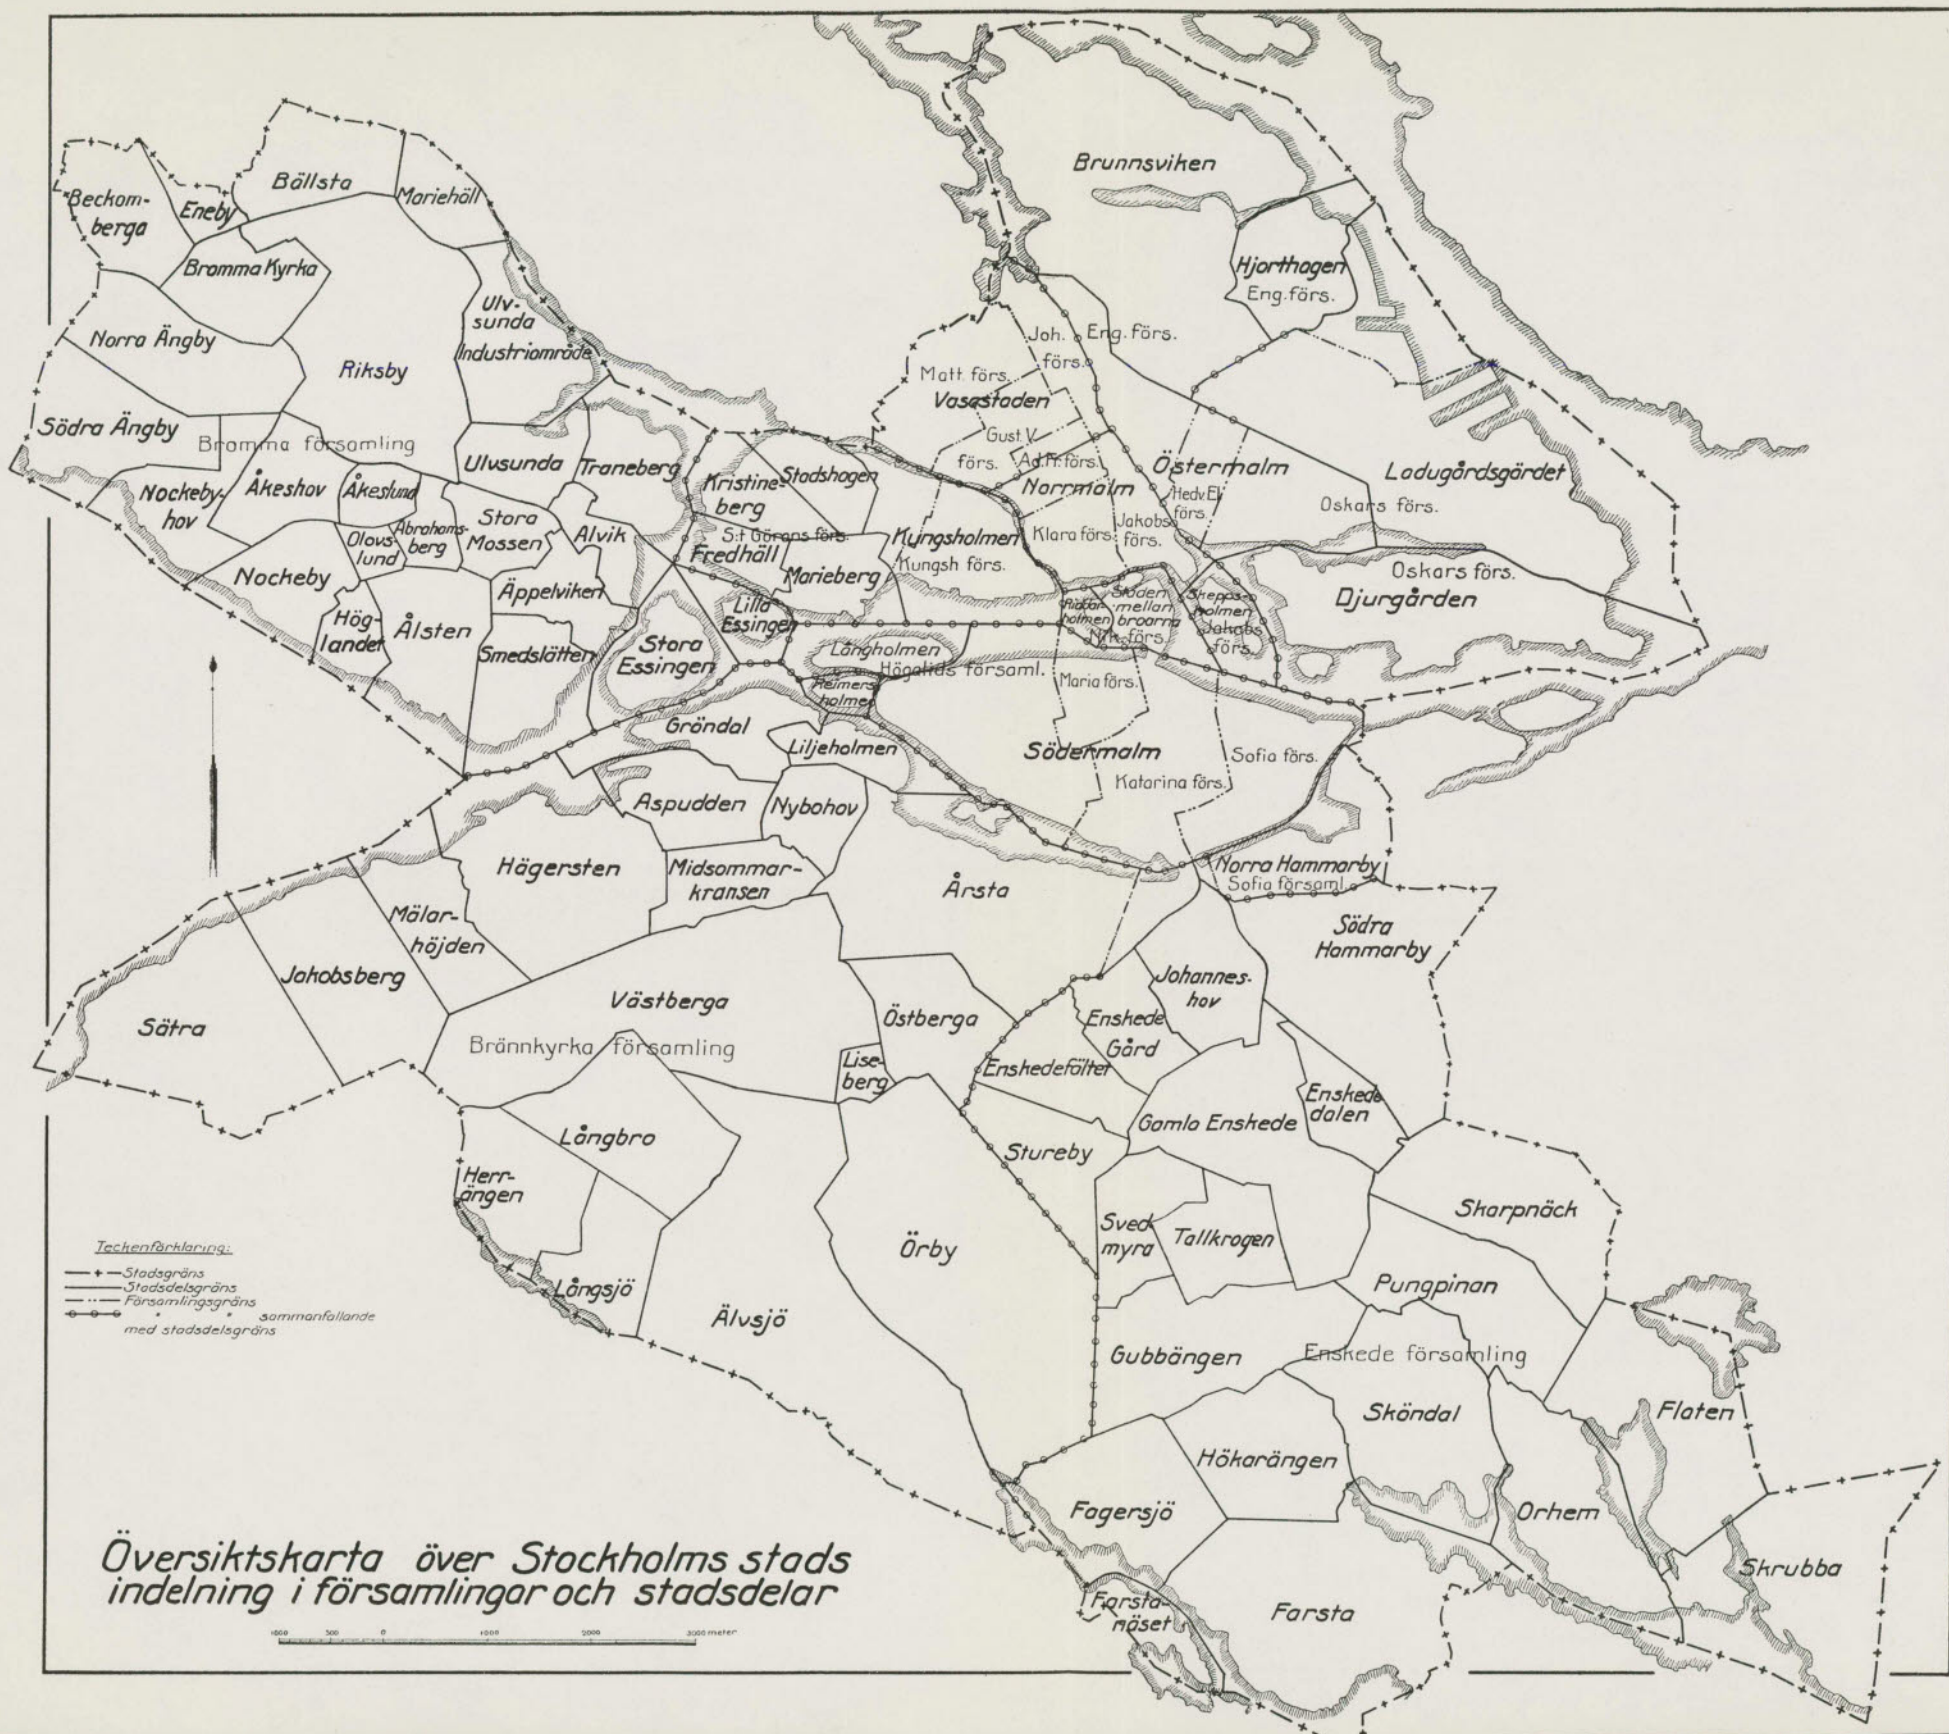 Brunnsviken
Bällsta
Mariehäll
Beckom-
berga
Eneby
Bromma Kyrka
Hjorthagen
Eng. förs.
Ulv-
sunda
Industriområde
Norra Ängby
Riksby
Joh.
förs.
Eng. förs.
Matt. förs.
Vasastaden
Södra Ängby
Bromma församling
Gust. V.
förs.
Ad. Fr. förs.
Ulvsunda
Traneberg
Kristine-
berg
Stadshagen
Norrmalm
Östermalm
Ladugårdsgärdet
Oskars förs.
Nockeby-
hov
Åkeshov
Åkeslund
Hedv. El.
förs.
Stora
Mossen
Abrahams-
berg
Olovs-
lund
Alvik
S:t Görans förs.
Fredhäll
Marieberg
Kungsholmen
Kungsh förs.
Klara förs.
Jakobs
förs.
Nockeby
Äppelviken
Oskars förs.
Djurgården
Lilla
Essingen
Staden
mellan
broarna
Riddar-
holmen
Nik. förs.
Skepps-
holmen
Jakobs
förs.
Hög-
landet
Ålsten
Smedslätten
Stora
Essingen
Långholmen
Högalids församl.
Reimers
holme
Maria förs.
Gröndal
Liljeholmen
Södermalm
Sofia förs.
Katarina förs.
Aspudden
Nybohov
Hägersten
Midsommar-
kransen
Årsta
Norra Hammarby
Sofia församl.
Mälar-
höjden
Södra
Hammarby
Jakobsberg
Johannes-
hov
Sätra
Västberga
Östberga
Enskede
Gård
Brännkyrka församling
Lise-
berg
Enskedefältet
Enskede
dalen
Gamla Enskede
Långbro
Stureby
Herr-
ängen
Skarpnäck
Sved-
myra
Tallkrogen
Örby
Långsjö
Älvsjö
Pungpinan
Gubbängen
Enskede församling
Sköndal
Flaten
Hökarängen
Fagersjö
Orhem
Skrubba
Farsta-
näset
Farsta
Teckenförklaring:
Stadsgräns
Stadsdelsgräns
Församlingsgräns
" " sammanfallande
med stadsdelsgräns
Översiktskarta över Stockholms stads
indelning i församlingar och stadsdelar
1000 500 0 1000 2000 3000 meter